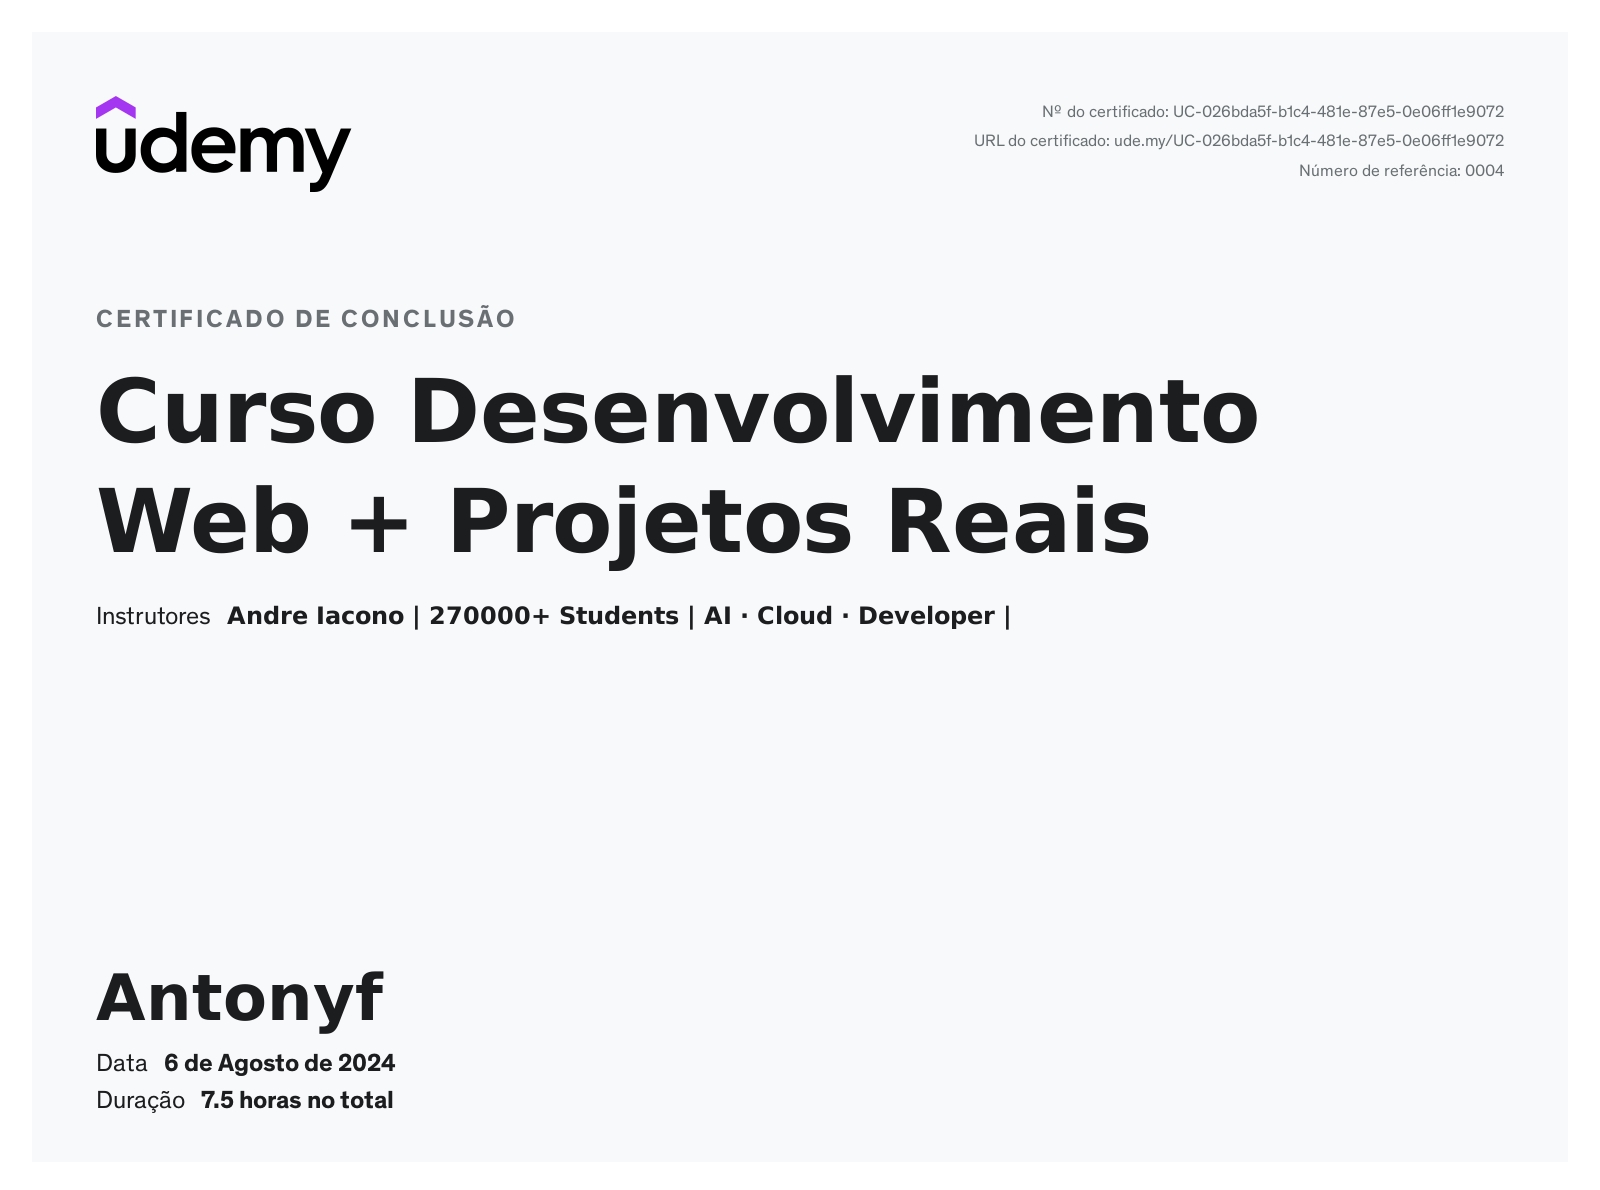 udemy
Nº do certificado: UC-026bda5f-b1c4-481e-87e5-0e06ff1e9072
URL do certificado: ude.my/UC-026bda5f-b1c4-481e-87e5-0e06ff1e9072
Número de referência: 0004
CERTIFICADO DE CONCLUSÃO
Curso Desenvolvimento
Web + Projetos Reais
Instrutores Andre Iacono | 270000+ Students | AI · Cloud · Developer |
Antonyf
Data 6 de Agosto de 2024
Duração 7.5 horas no total